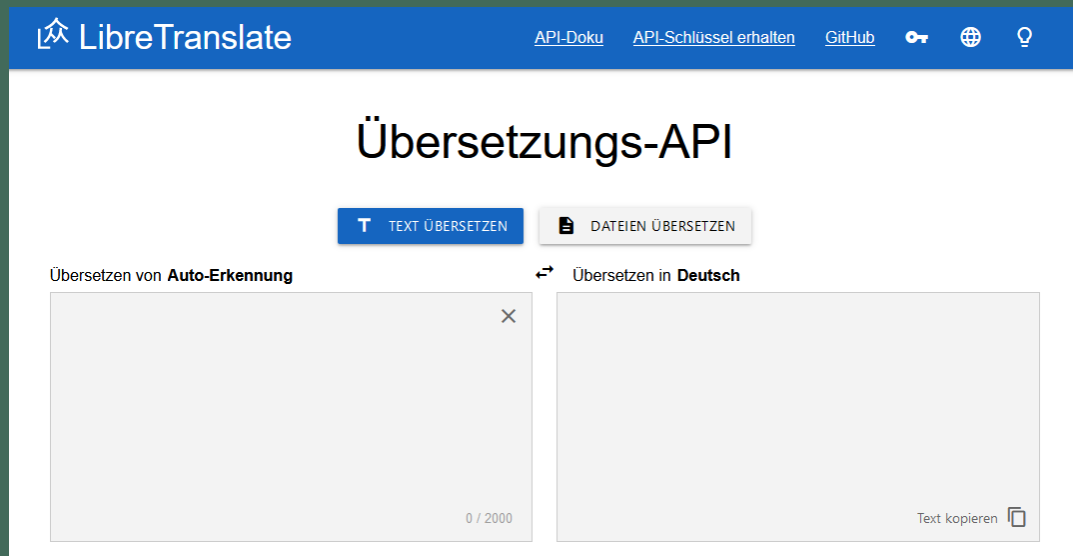 LibreTranslate
API-Doku API-Schlüssel erhalten GitHub
Übersetzungs-API
TEXT ÜBERSETZEN DATEIEN ÜBERSETZEN
Übersetzen von Auto-Erkennung Übersetzen in Deutsch
0 / 2000
Text kopieren